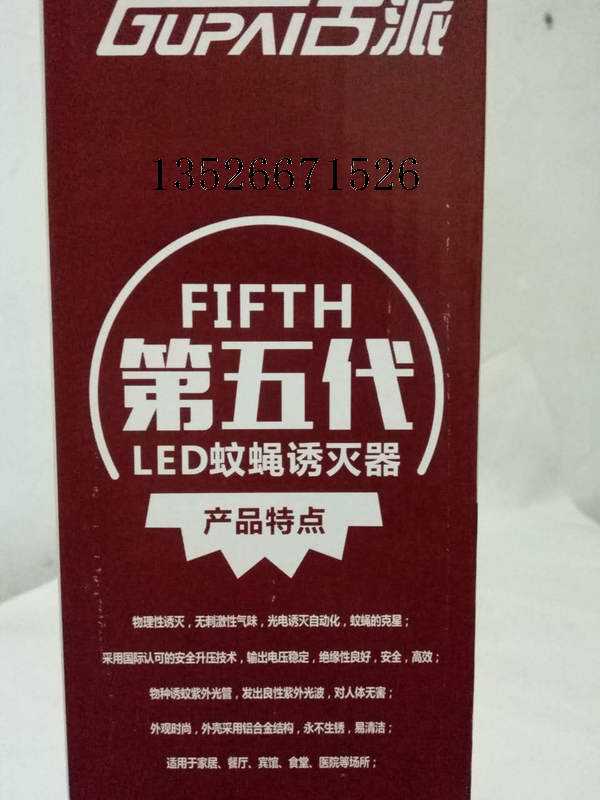 GUPAI古派
13526671526
FIFTH
第五代
LED蚊蝇诱灭器
产品特点
物理性诱灭，无刺激性气味，光电诱灭自动化，蚊蝇的克星；
采用国际认可的安全升压技术，输出电压稳定，绝缘性良好，安全，高效；
物种诱蚊紫外光管，发出良性紫外光波，对人体无害；
外观时尚，外壳采用铝合金结构，永不生锈，易清洁；
适用于家居、餐厅、宾馆、食堂、医院等场所；